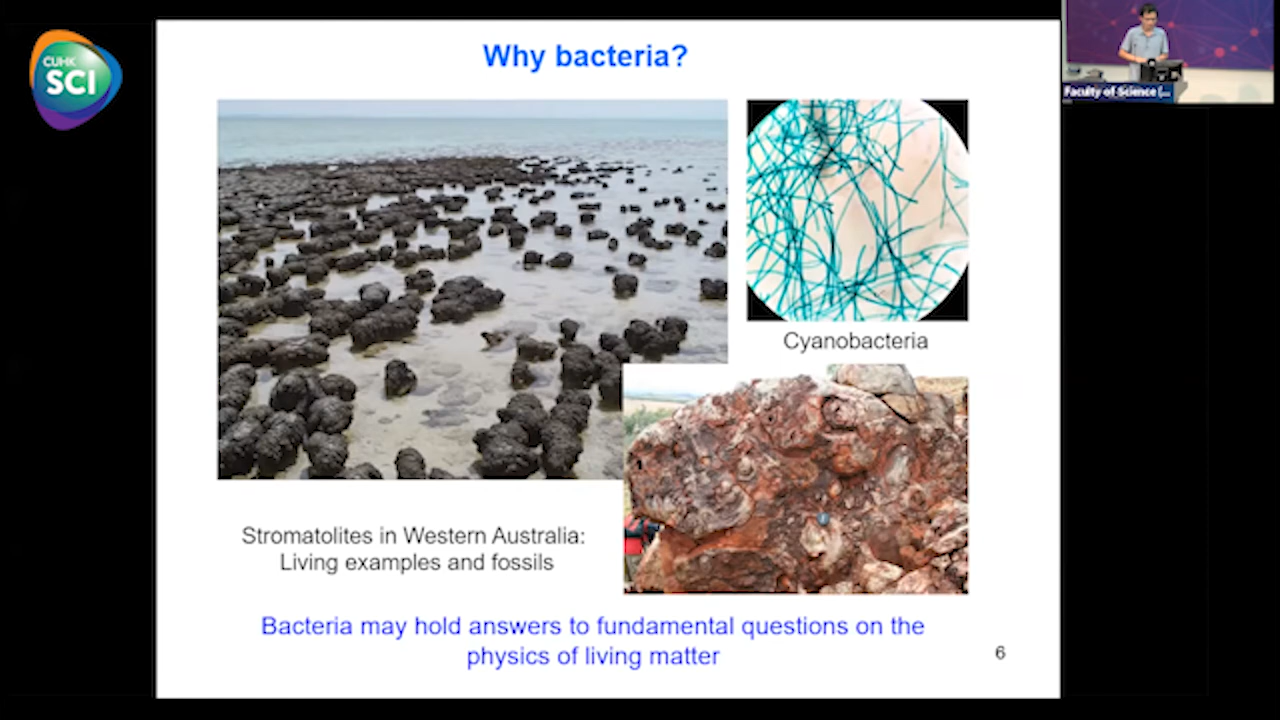 CUHK
SCI
Why bacteria?
Faculty of Science (...
Cyanobacteria
Stromatolites in Western Australia:
Living examples and fossils
Bacteria may hold answers to fundamental questions on the
physics of living matter
6